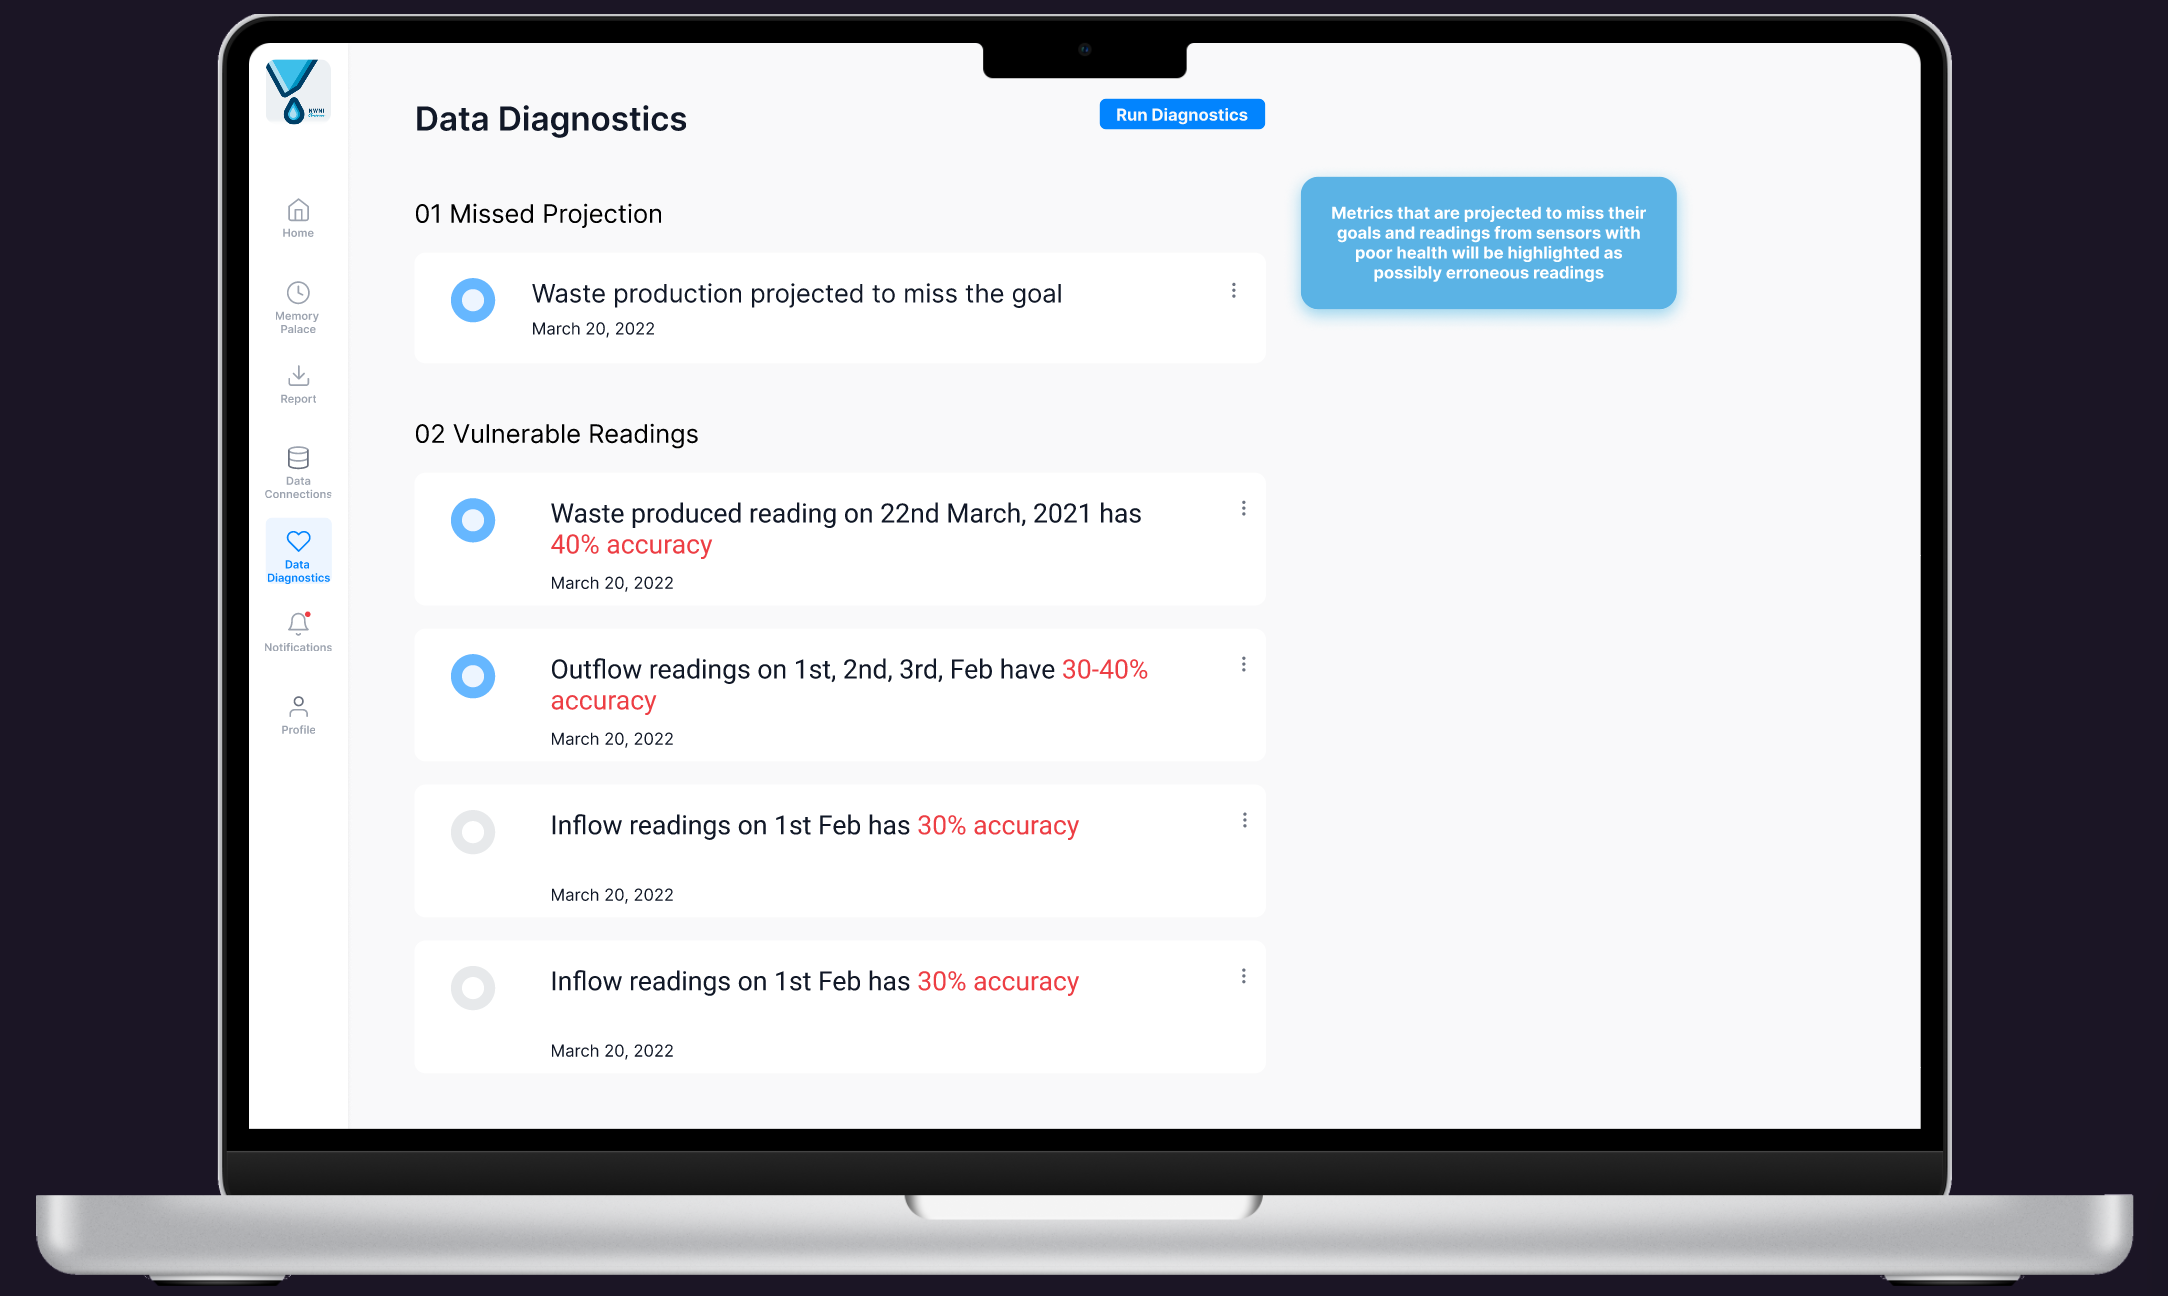 NWNI
Home
Memory
Palace
Report
Data
Connections
Data
Diagnostics
Notifications
Profile
Data Diagnostics
Run Diagnostics
01 Missed Projection
Waste production projected to miss the goal
March 20, 2022
Metrics that are projected to miss their
goals and readings from sensors with
poor health will be highlighted as
possibly erroneous readings
02 Vulnerable Readings
Waste produced reading on 22nd March, 2021 has
40% accuracy
March 20, 2022
Outflow readings on 1st, 2nd, 3rd, Feb have 30-40%
accuracy
March 20, 2022
Inflow readings on 1st Feb has 30% accuracy
March 20, 2022
Inflow readings on 1st Feb has 30% accuracy
March 20, 2022